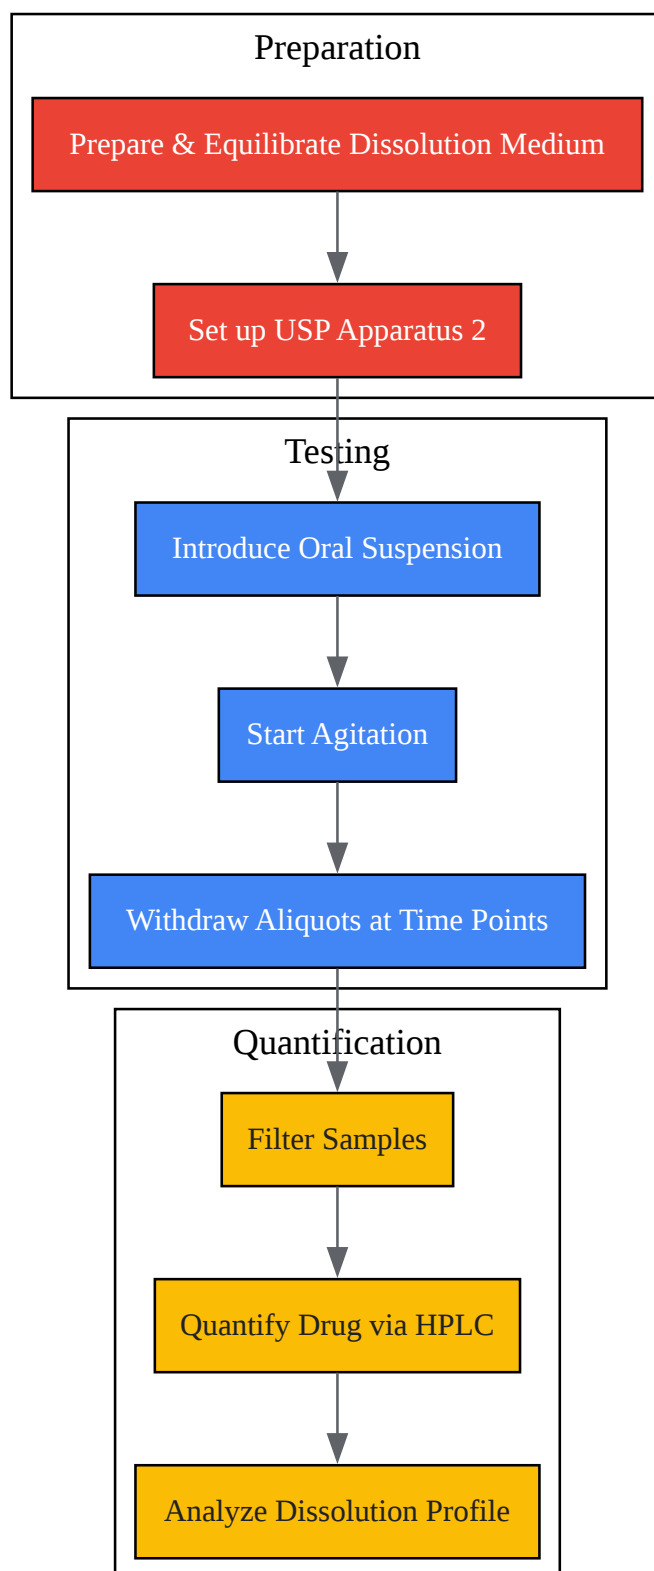 Preparation
Prepare & Equilibrate Dissolution Medium
Set up USP Apparatus 2
Testing
Introduce Oral Suspension
Start Agitation
Withdraw Aliquots at Time Points
Quantification
Filter Samples
Quantify Drug via HPLC
Analyze Dissolution Profile